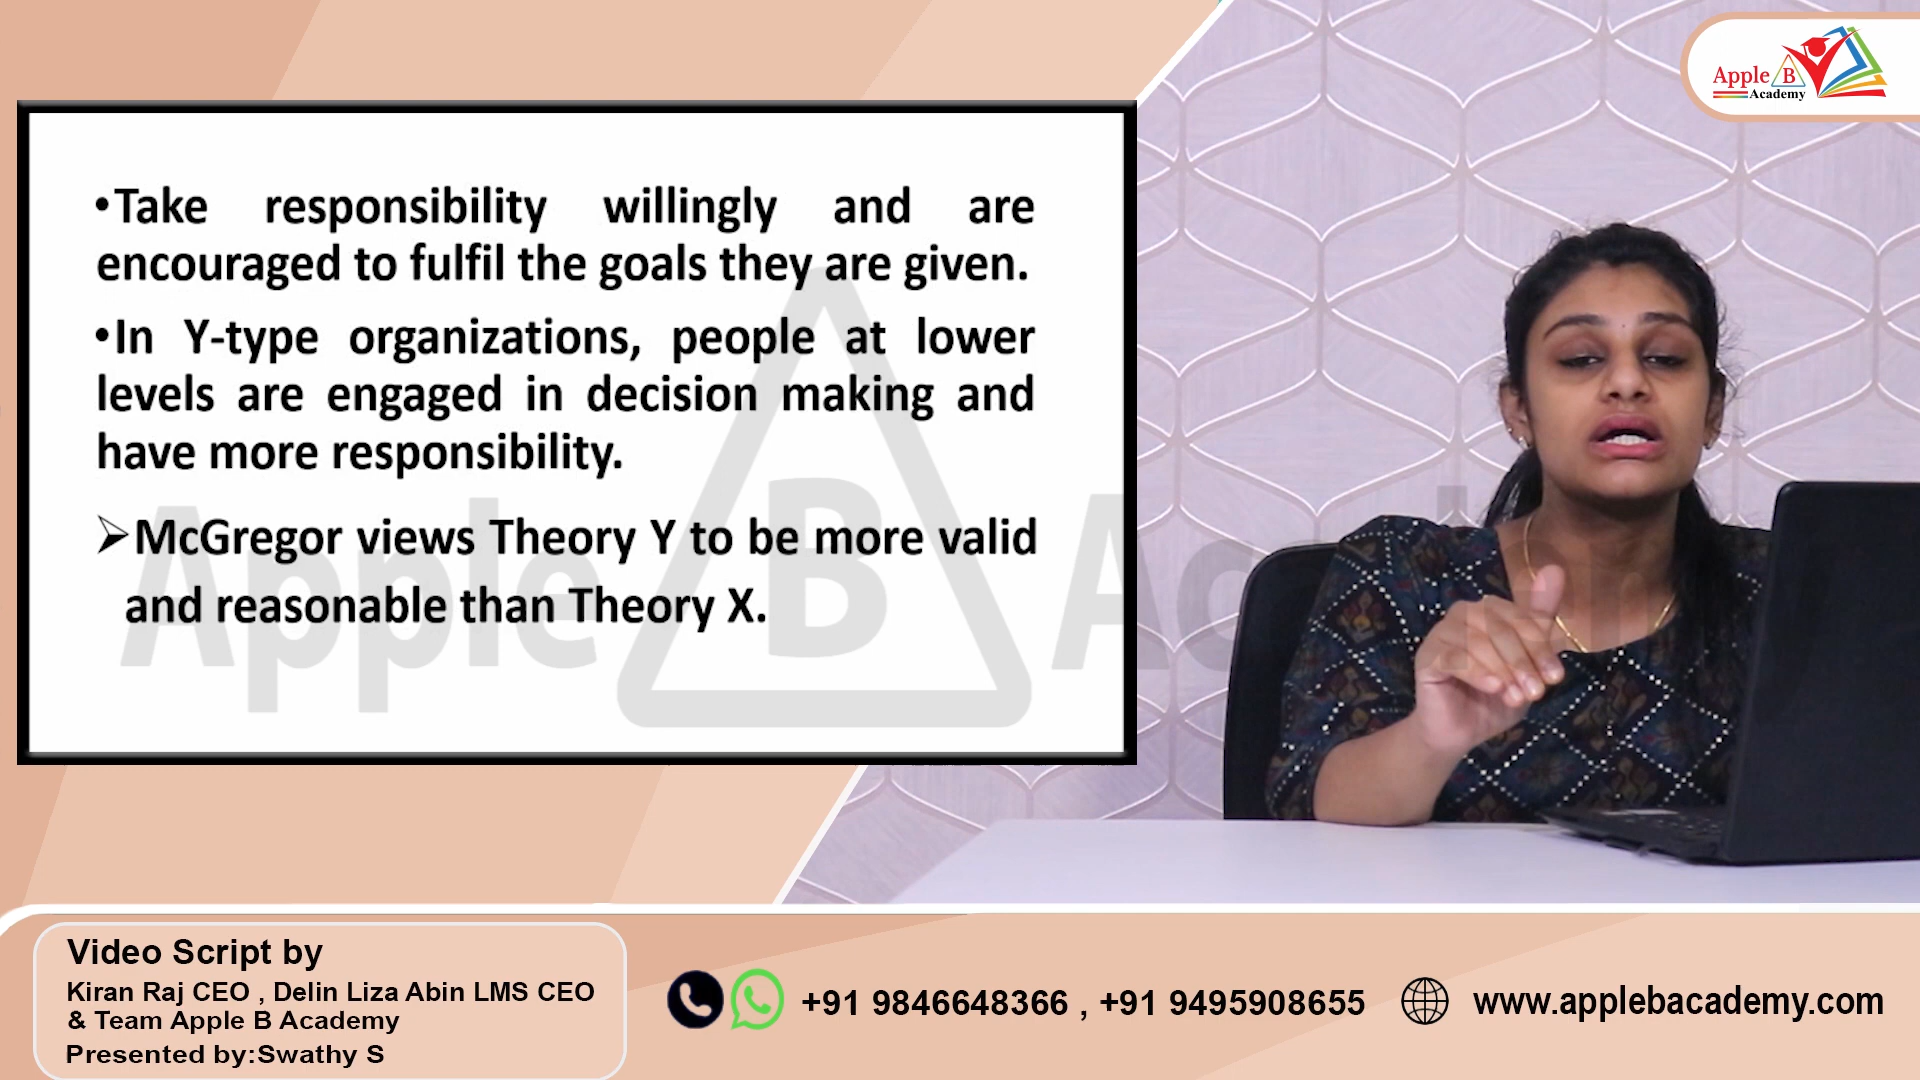 Apple B
Academy
•Take responsibility willingly and are
encouraged to fulfil the goals they are given.
•In Y-type organizations, people at lower
levels are engaged in decision making and
have more responsibility.
➢McGregor views Theory Y to be more valid
and reasonable than Theory X.
Apple B Academy
Video Script by
Kiran Raj CEO , Delin Liza Abin LMS CEO
& Team Apple B Academy
Presented by:Swathy S
+91 9846648366 , +91 9495908655
www.applebacademy.com